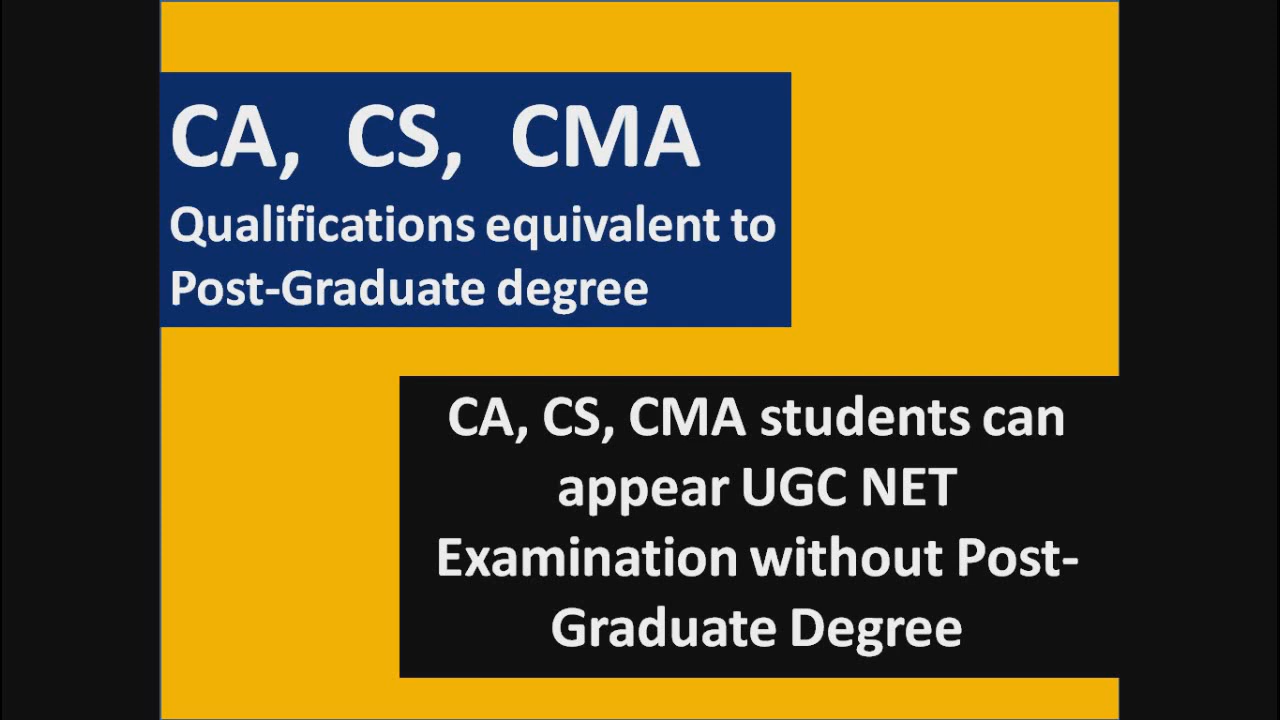 CA, CS, CMA
Qualifications equivalent to
Post-Graduate degree
CA, CS, CMA students can
appear UGC NET
Examination without Post-
Graduate Degree